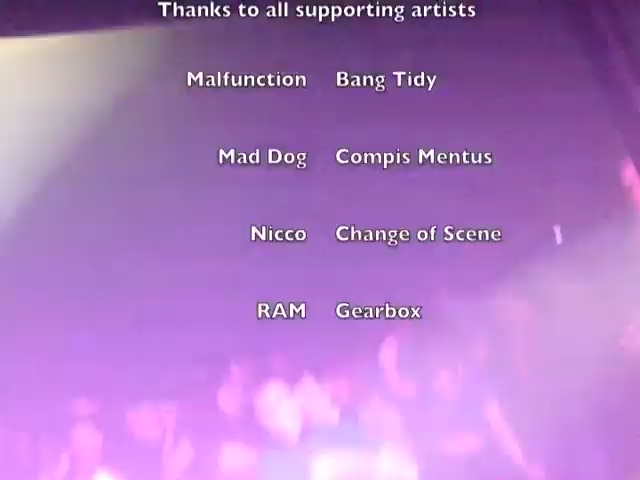 Thanks to all supporting artists
Malfunction Bang Tidy
Mad Dog Compis Mentus
Nicco Change of Scene
RAM Gearbox